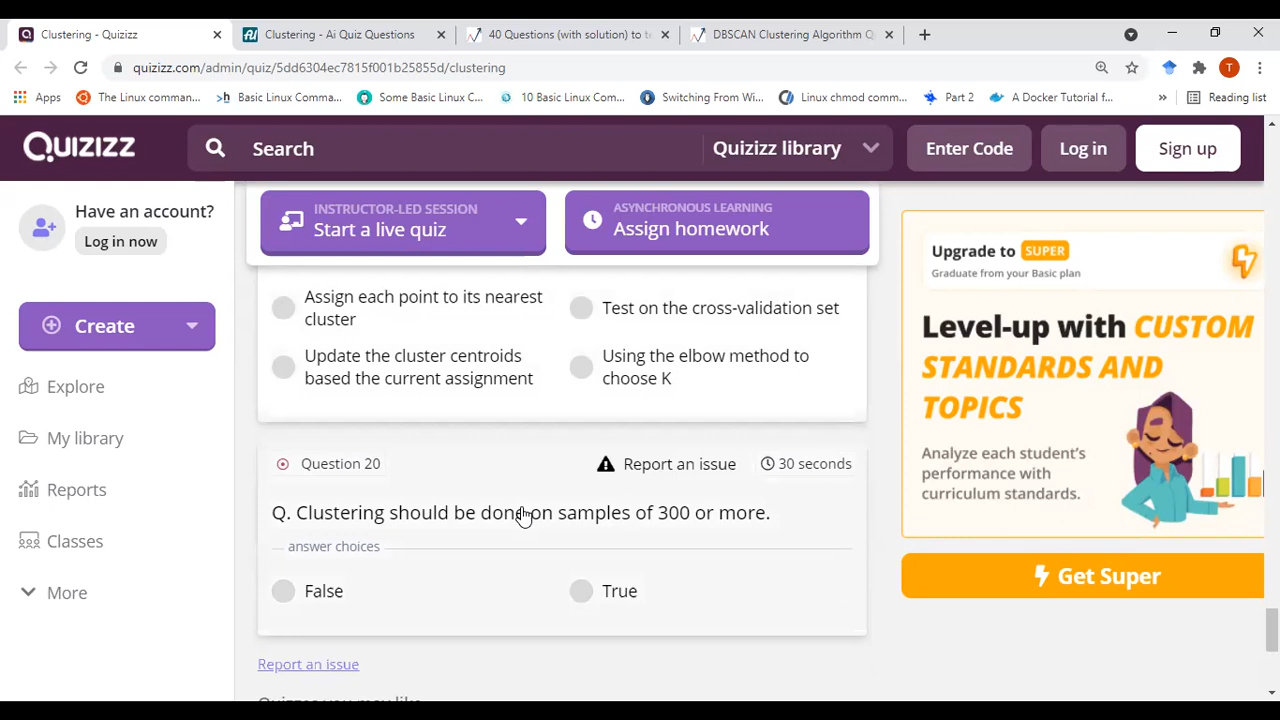 Clustering - Quizizz
Clustering - Ai Quiz Questions
40 Questions (with solution) to te
DBSCAN Clustering Algorithm Q
quizizz.com/admin/quiz/5dd6304ec7815f001b25855d/clustering
T
Apps
The Linux comman...
Basic Linux Comma...
Some Basic Linux C...
10 Basic Linux Com...
Switching From Wi...
Linux chmod comm...
Part 2
A Docker Tutorial f...
»
Reading list
Quizizz
Search
Quizizz library
Enter Code
Log in
Sign up
Have an account?
Log in now
INSTRUCTOR-LED SESSION
Start a live quiz
ASYNCHRONOUS LEARNING
Assign homework
Upgrade to SUPER
Graduate from your Basic plan
Level-up with CUSTOM
STANDARDS AND
TOPICS
Analyze each student's
performance with
curriculum standards.
Get Super
Create
Explore
My library
Reports
Classes
More
Assign each point to its nearest
cluster
Test on the cross-validation set
Update the cluster centroids
based the current assignment
Using the elbow method to
choose K
Question 20
Report an issue
30 seconds
Q. Clustering should be done on samples of 300 or more.
answer choices
False
True
Report an issue
Quizzes you may like